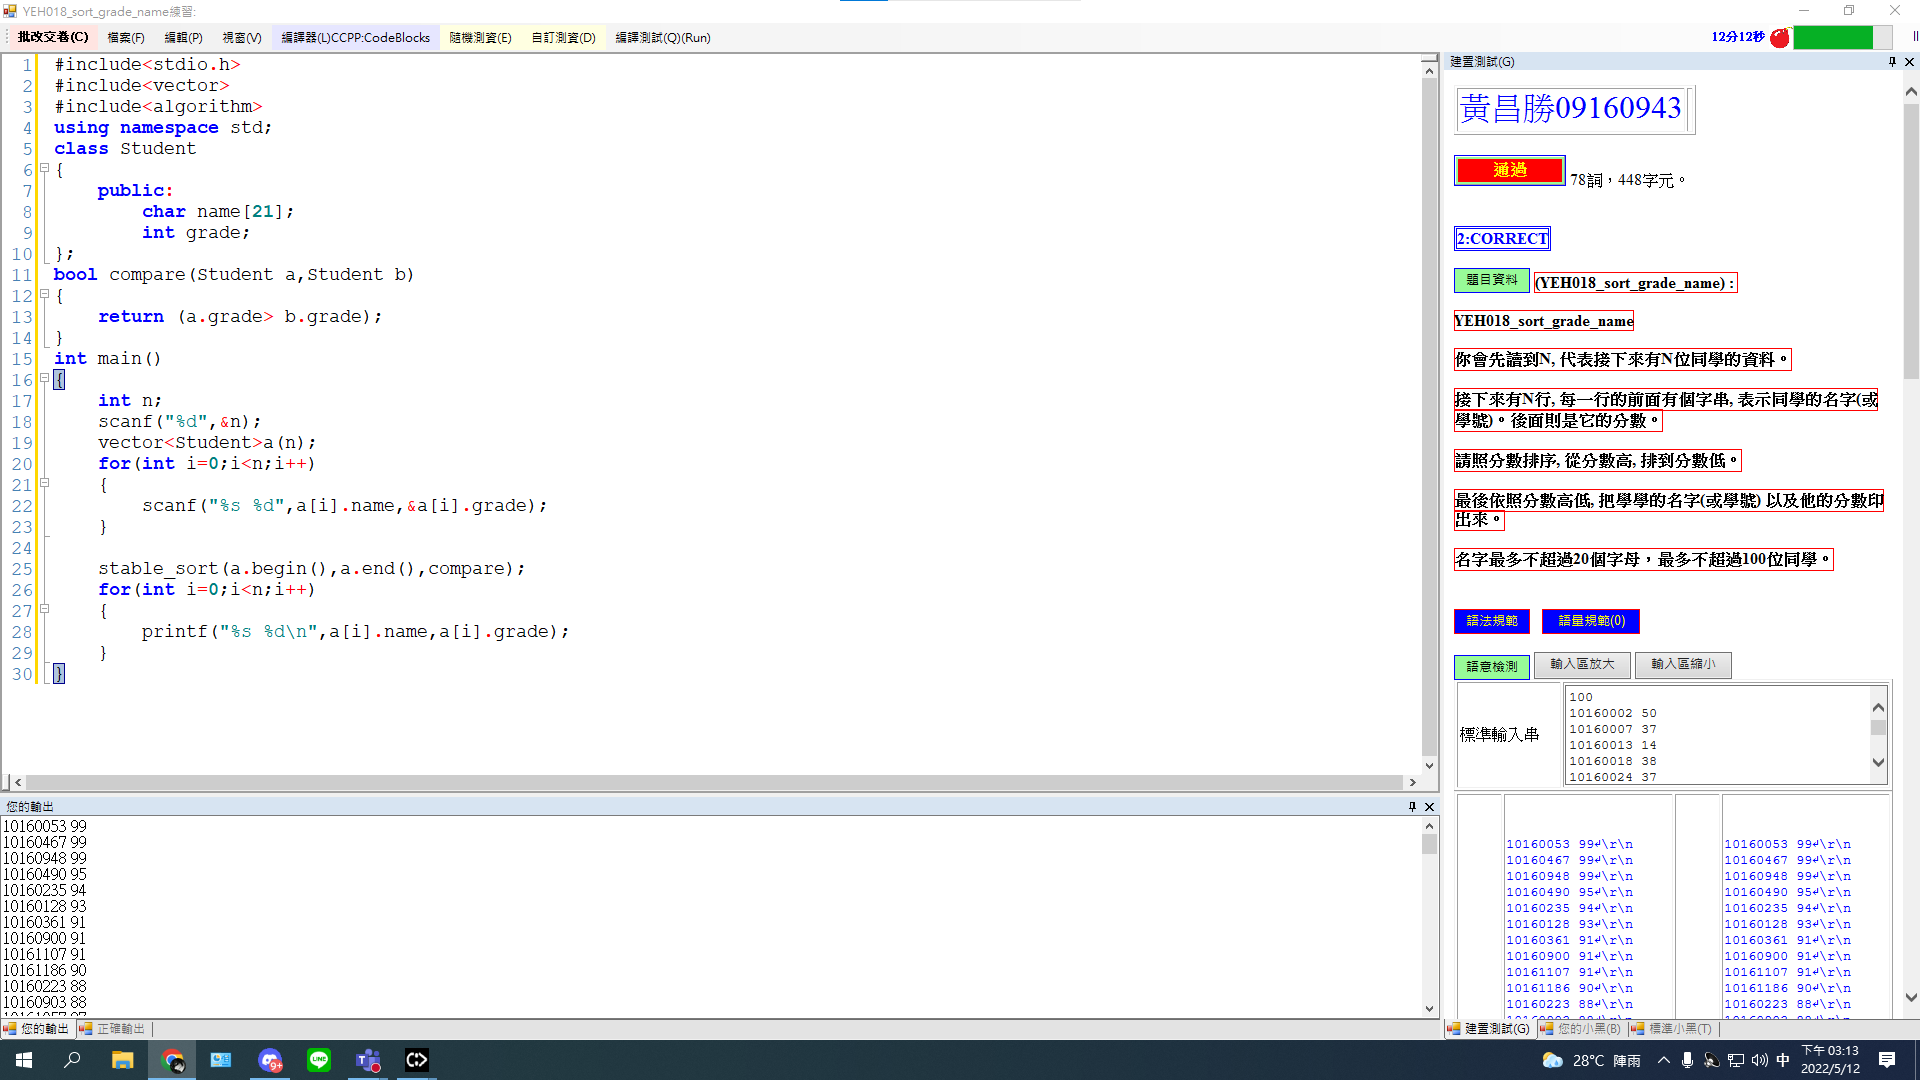 YEH018_sort_grade_name練習:
批改交卷(C) 檔案(F) 編輯(P) 視窗(V) 編譯器(L)CCPP:CodeBlocks 隨機測資(E) 自訂測資(D) 編譯測試(Q)(Run) 12分12秒
1 #include<stdio.h>
2 #include<vector>
3 #include<algorithm>
4 using namespace std;
5 class Student
6 {
7 public:
8 char name[21];
9 int grade;
10 };
11 bool compare(Student a,Student b)
12 {
13 return (a.grade> b.grade);
14 }
15 int main()
16 {
17 int n;
18 scanf("%d",&n);
19 vector<Student>a(n);
20 for(int i=0;i<n;i++)
21 {
22 scanf("%s %d",a[i].name,&a[i].grade);
23 }
24
25 stable_sort(a.begin(),a.end(),compare);
26 for(int i=0;i<n;i++)
27 {
28 printf("%s %d\n",a[i].name,a[i].grade);
29 }
30 }
您的輸出
10160053 99
10160467 99
10160948 99
10160490 95
10160235 94
10160128 93
10160361 91
10160900 91
10161107 91
10161186 90
10160223 88
10160903 88
您的輸出 正確輸出
建置測試(G)
黃昌勝09160943
通過 78詞，448字元。
2:CORRECT
題目資料 (YEH018_sort_grade_name) :
YEH018_sort_grade_name
你會先讀到N, 代表接下來有N位同學的資料。
接下來有N行, 每一行的前面有個字串, 表示同學的名字(或
學號)。後面則是它的分數。
請照分數排序, 從分數高, 排到分數低。
最後依照分數高低, 把學學的名字(或學號) 以及他的分數印
出來。
名字最多不超過20個字母，最多不超過100位同學。
語法規範 語量規範(0)
語意檢測 輸入區放大 輸入區縮小
標準輸入串
100
10160002 50
10160007 37
10160013 14
10160018 38
10160024 37
10160053 99↲\r\n 10160053 99↲\r\n
10160467 99↲\r\n 10160467 99↲\r\n
10160948 99↲\r\n 10160948 99↲\r\n
10160490 95↲\r\n 10160490 95↲\r\n
10160235 94↲\r\n 10160235 94↲\r\n
10160128 93↲\r\n 10160128 93↲\r\n
10160361 91↲\r\n 10160361 91↲\r\n
10160900 91↲\r\n 10160900 91↲\r\n
10161107 91↲\r\n 10161107 91↲\r\n
10161186 90↲\r\n 10161186 90↲\r\n
10160223 88↲\r\n 10160223 88↲\r\n
建置測試(G) 您的小黑(B) 標準小黑(T)
9+ LINE T 28°C 陣雨 中 下午 03:13
2022/5/12